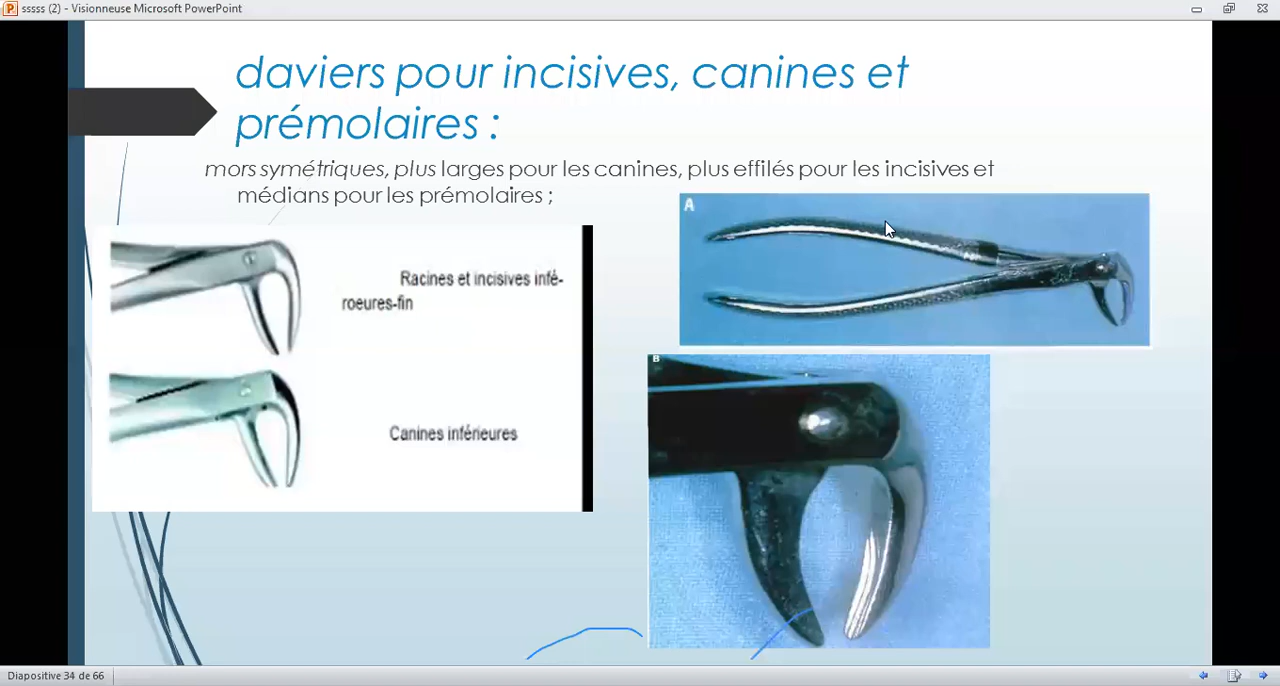 sssss (2) - Visionneuse Microsoft PowerPoint
daviers pour incisives, canines et
prémolaires :
mors symétriques, plus larges pour les canines, plus effilés pour les incisives et
médians pour les prémolaires ;
A
Racines et incisives infé-
roeures-fin
B
Canines inférieures
Diapositive 34 de 66